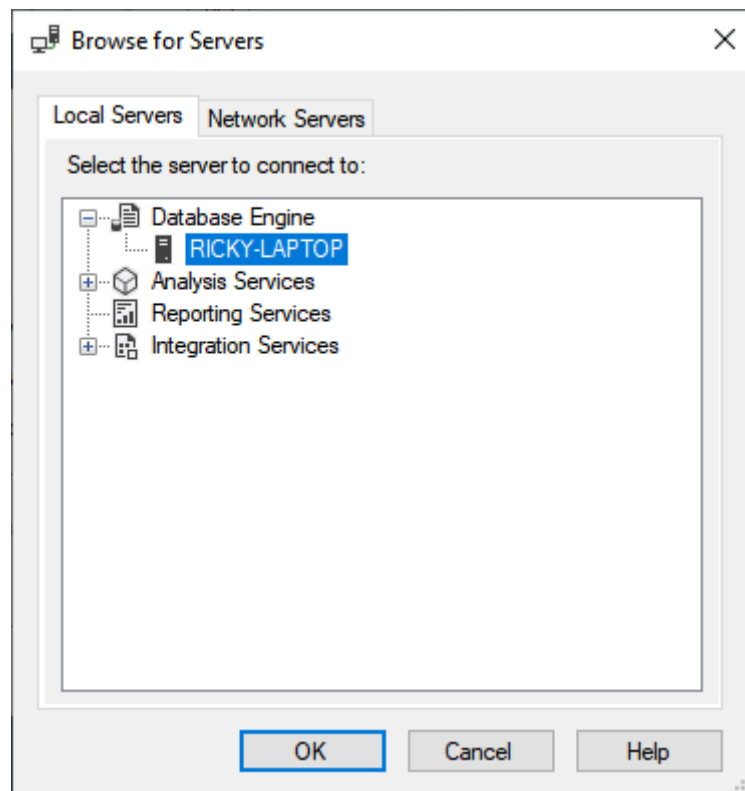 Browse for Servers
Local Servers Network Servers
Select the server to connect to:
Database Engine
RICKY-LAPTOP
Analysis Services
Reporting Services
Integration Services
OK Cancel Help